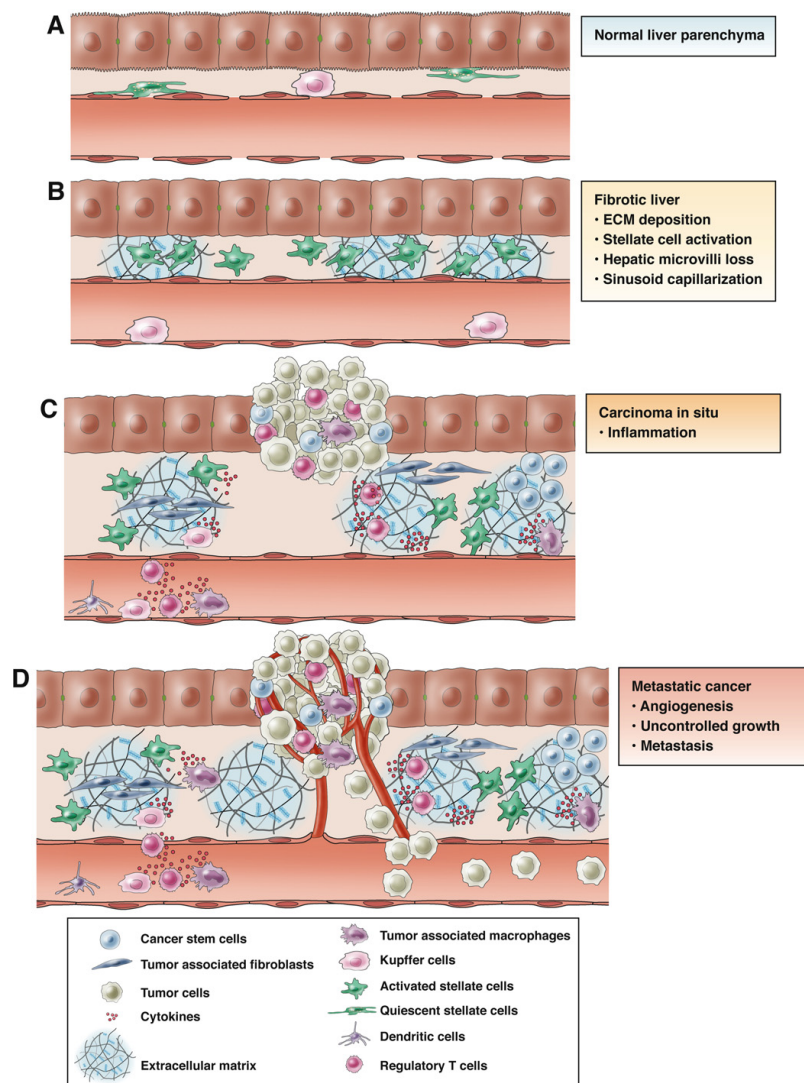 A
Normal liver parenchyma
B
Fibrotic liver
· ECM deposition
· Stellate cell activation
· Hepatic microvilli loss
· Sinusoid capillarization
C
Carcinoma in situ
· Inflammation
D
Metastatic cancer
· Angiogenesis
· Uncontrolled growth
· Metastasis
Cancer stem cells
Tumor associated fibroblasts
Tumor cells
Cytokines
Extracellular matrix
Tumor associated macrophages
Kupffer cells
Activated stellate cells
Quiescent stellate cells
Dendritic cells
Regulatory T cells